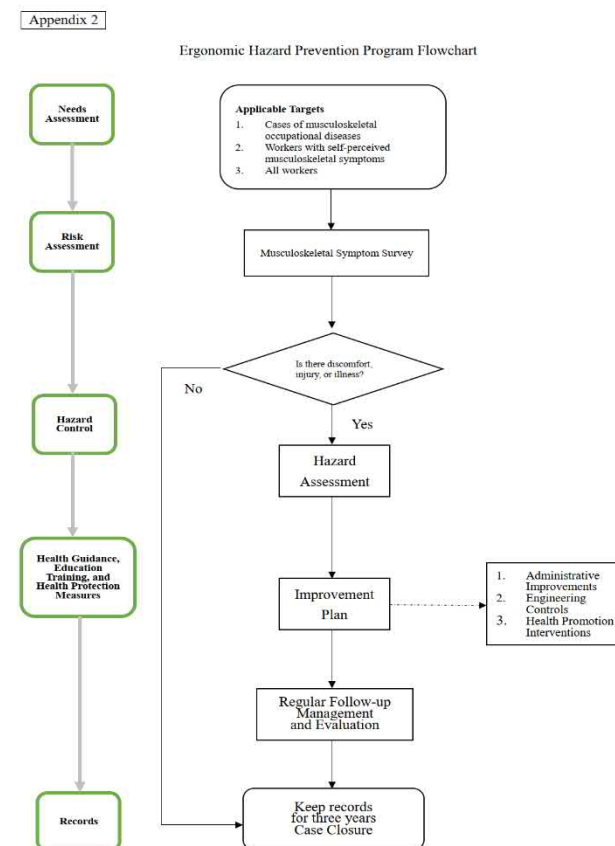 Appendix 2
Ergonomic Hazard Prevention Program Flowchart
Needs
Assessment
Risk
Assessment
Hazard
Control
Health Guidance,
Education
Training, and
Health Protection
Measures
Records
Applicable Targets
1. Cases of musculoskeletal
occupational diseases
2. Workers with self-perceived
musculoskeletal symptoms
3. All workers
Musculoskeletal Symptom Survey
Is there discomfort,
injury, or illness?
No
Yes
Hazard
Assessment
Improvement
Plan
1. Administrative
Improvements
2. Engineering
Controls
3. Health Promotion
Interventions
Regular Follow-up
Management
and Evaluation
Keep records
for three years
Case Closure